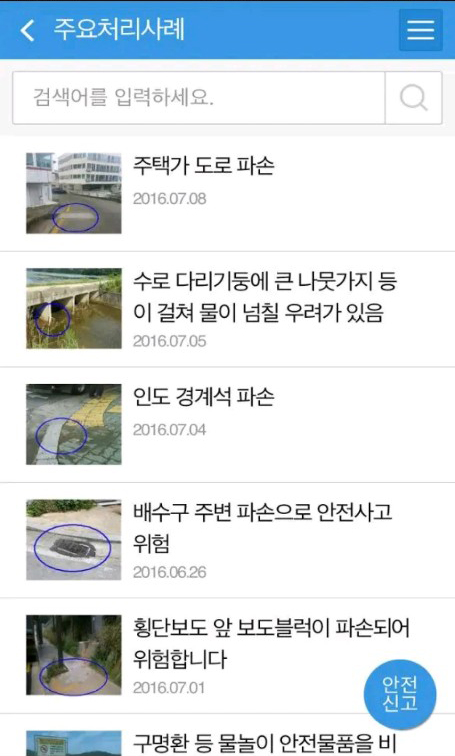 주요처리사례
검색어를 입력하세요.
주택가 도로 파손
2016.07.08
수로 다리기둥에 큰 나뭇가지 등
이 걸쳐 물이 넘칠 우려가 있음
2016.07.05
인도 경계석 파손
2016.07.04
배수구 주변 파손으로 안전사고
위험
2016.06.26
횡단보도 앞 보도블럭이 파손되어
위험합니다
2016.07.01
안전
신고
구명환 등 물놀이 안전물품을 비